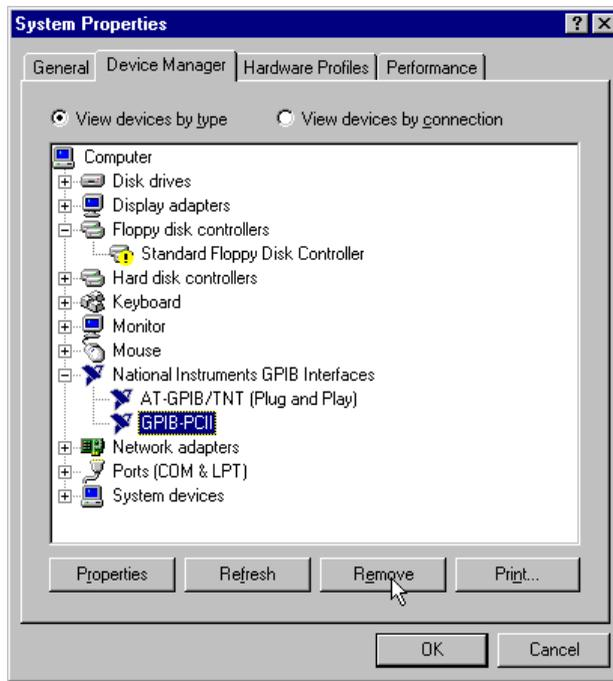 System Properties
General Device Manager Hardware Profiles Performance
View devices by type View devices by connection
Computer
Disk drives
Display adapters
Floppy disk controllers
Standard Floppy Disk Controller
Hard disk controllers
Keyboard
Monitor
Mouse
National Instruments GPIB Interfaces
AT-GPIB/TNT (Plug and Play)
GPIB-PCII
Network adapters
Ports (COM & LPT)
System devices
Properties Refresh Remove Print...
OK Cancel